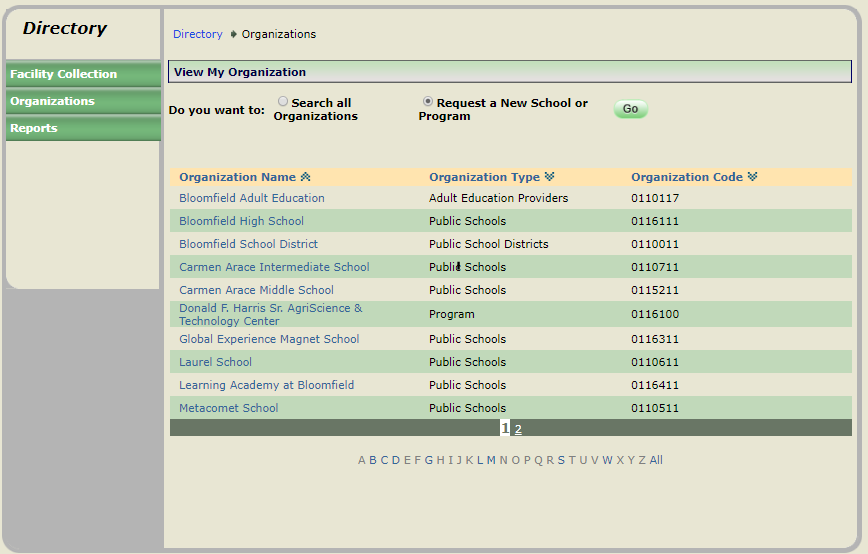 Directory
Facility Collection
Organizations
Reports
Directory Organizations
View My Organization
Do you want to: Search all Organizations Request a New School or Program Go
Organization Name Organization Type Organization Code
Bloomfield Adult Education Adult Education Providers 0110117
Bloomfield High School Public Schools 0116111
Bloomfield School District Public School Districts 0110011
Carmen Arace Intermediate School Public Schools 0110711
Carmen Arace Middle School Public Schools 0115211
Donald F. Harris Sr. AgriScience &
Technology Center Program 0116100
Global Experience Magnet School Public Schools 0116311
Laurel School Public Schools 0110611
Learning Academy at Bloomfield Public Schools 0116411
Metacomet School Public Schools 0110511
1 2
A B C D E F G H I J K L M N O P Q R S T U V W X Y Z All